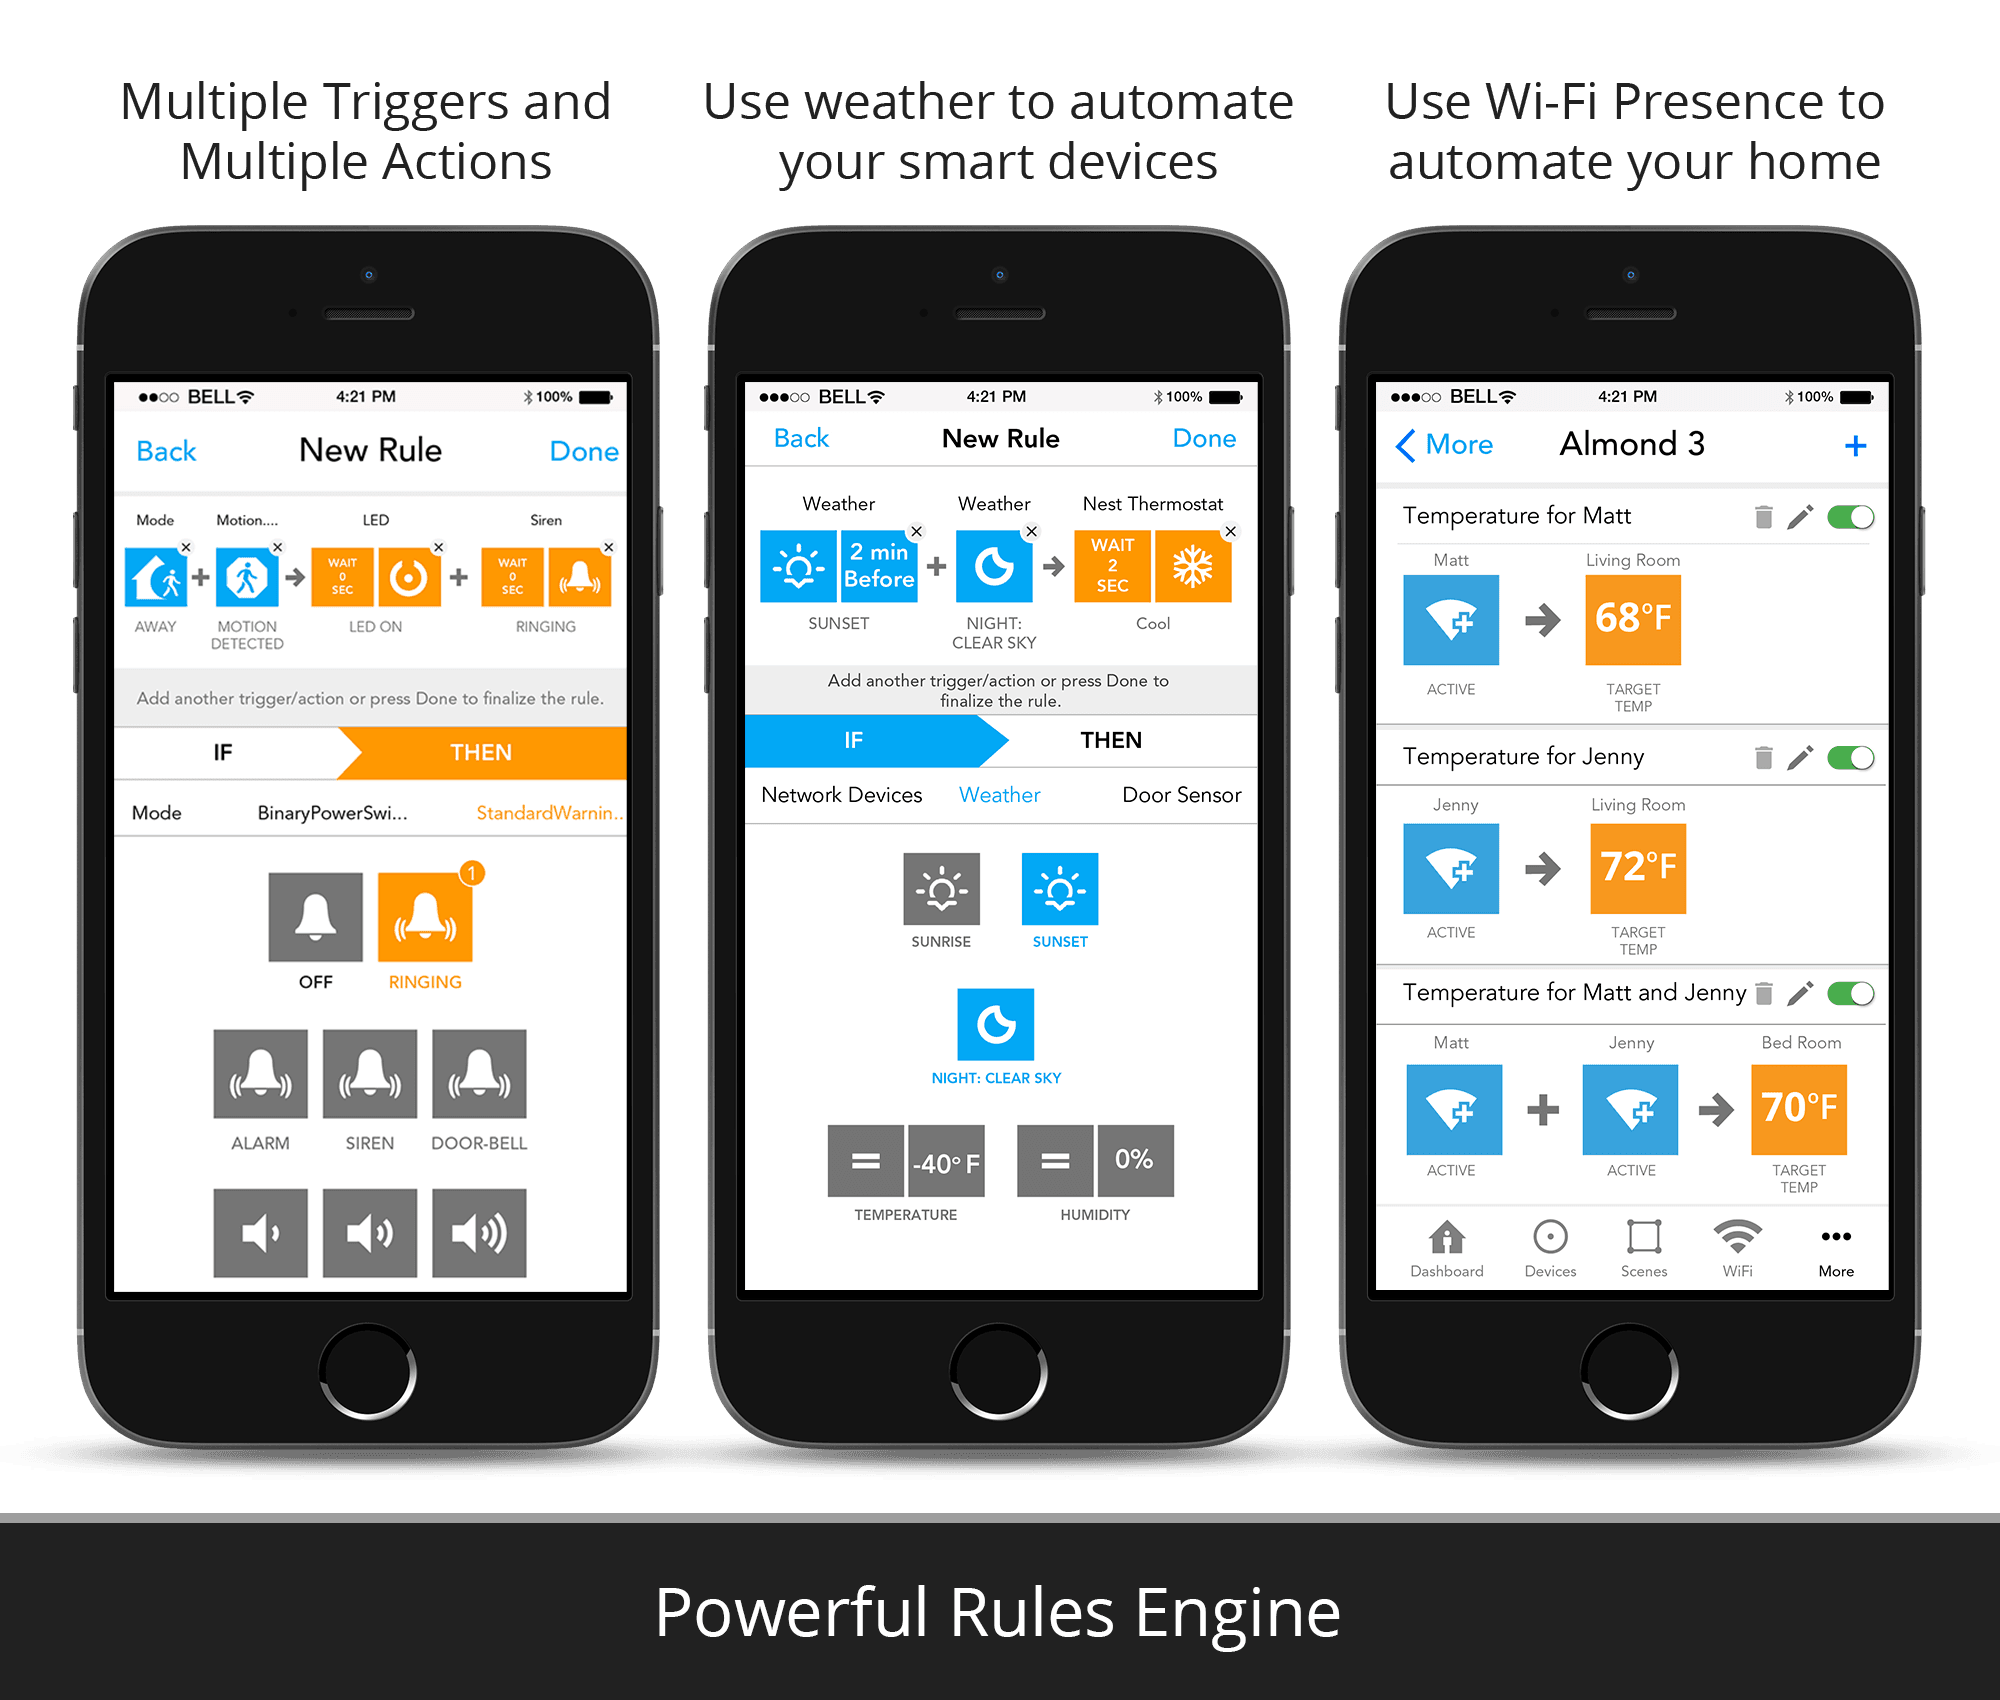 Multiple Triggers and
Multiple Actions
BELL 4:21 PM 100%
Back New Rule Done
Mode Motion.... LED Siren
WAIT
0
SEC
WAIT
0
SEC
AWAY MOTION
DETECTED LED ON RINGING
Add another trigger/action or press Done to finalize the rule.
IF THEN
Mode BinaryPowerSwi... StandardWarnin..
1
OFF RINGING
ALARM SIREN DOOR-BELL
Use weather to automate
your smart devices
BELL 4:21 PM 100%
Back New Rule Done
Weather Weather Nest Thermostat
2 min
Before
WAIT
2
SEC
SUNSET NIGHT:
CLEAR SKY Cool
Add another trigger/action or press Done to
finalize the rule.
IF THEN
Network Devices Weather Door Sensor
SUNRISE SUNSET
NIGHT: CLEAR SKY
= -40° F = 0%
TEMPERATURE HUMIDITY
Use Wi-Fi Presence to
automate your home
BELL 4:21 PM 100%
More Almond 3 +
Temperature for Matt
Matt Living Room
68°F
ACTIVE TARGET
TEMP
Temperature for Jenny
Jenny Living Room
72°F
ACTIVE TARGET
TEMP
Temperature for Matt and Jenny
Matt Jenny Bed Room
+ 70°F
ACTIVE ACTIVE TARGET
TEMP
Dashboard Devices Scenes WiFi More
Powerful Rules Engine